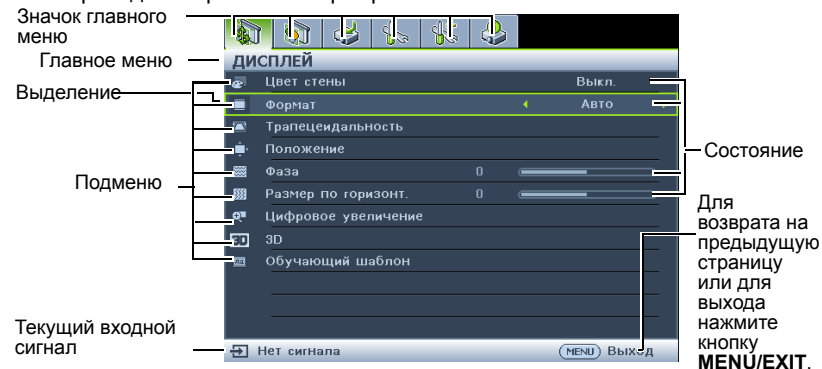 Значок главного
меню
Главное меню
ДИСПЛЕЙ
Цвет стены Выкл.
Выделение
Формат Авто
Трапецеидальность
Положение
Состояние
Фаза 0
Подменю
Размер по горизонт. 0
Цифровое увеличение
3D
Обучающий шаблон
Для
возврата на
предыдущую
страницу
или для
выхода
нажмите
кнопку
MENU/EXIT.
Текущий входной
сигнал
Нет сигнала
MENU Выход